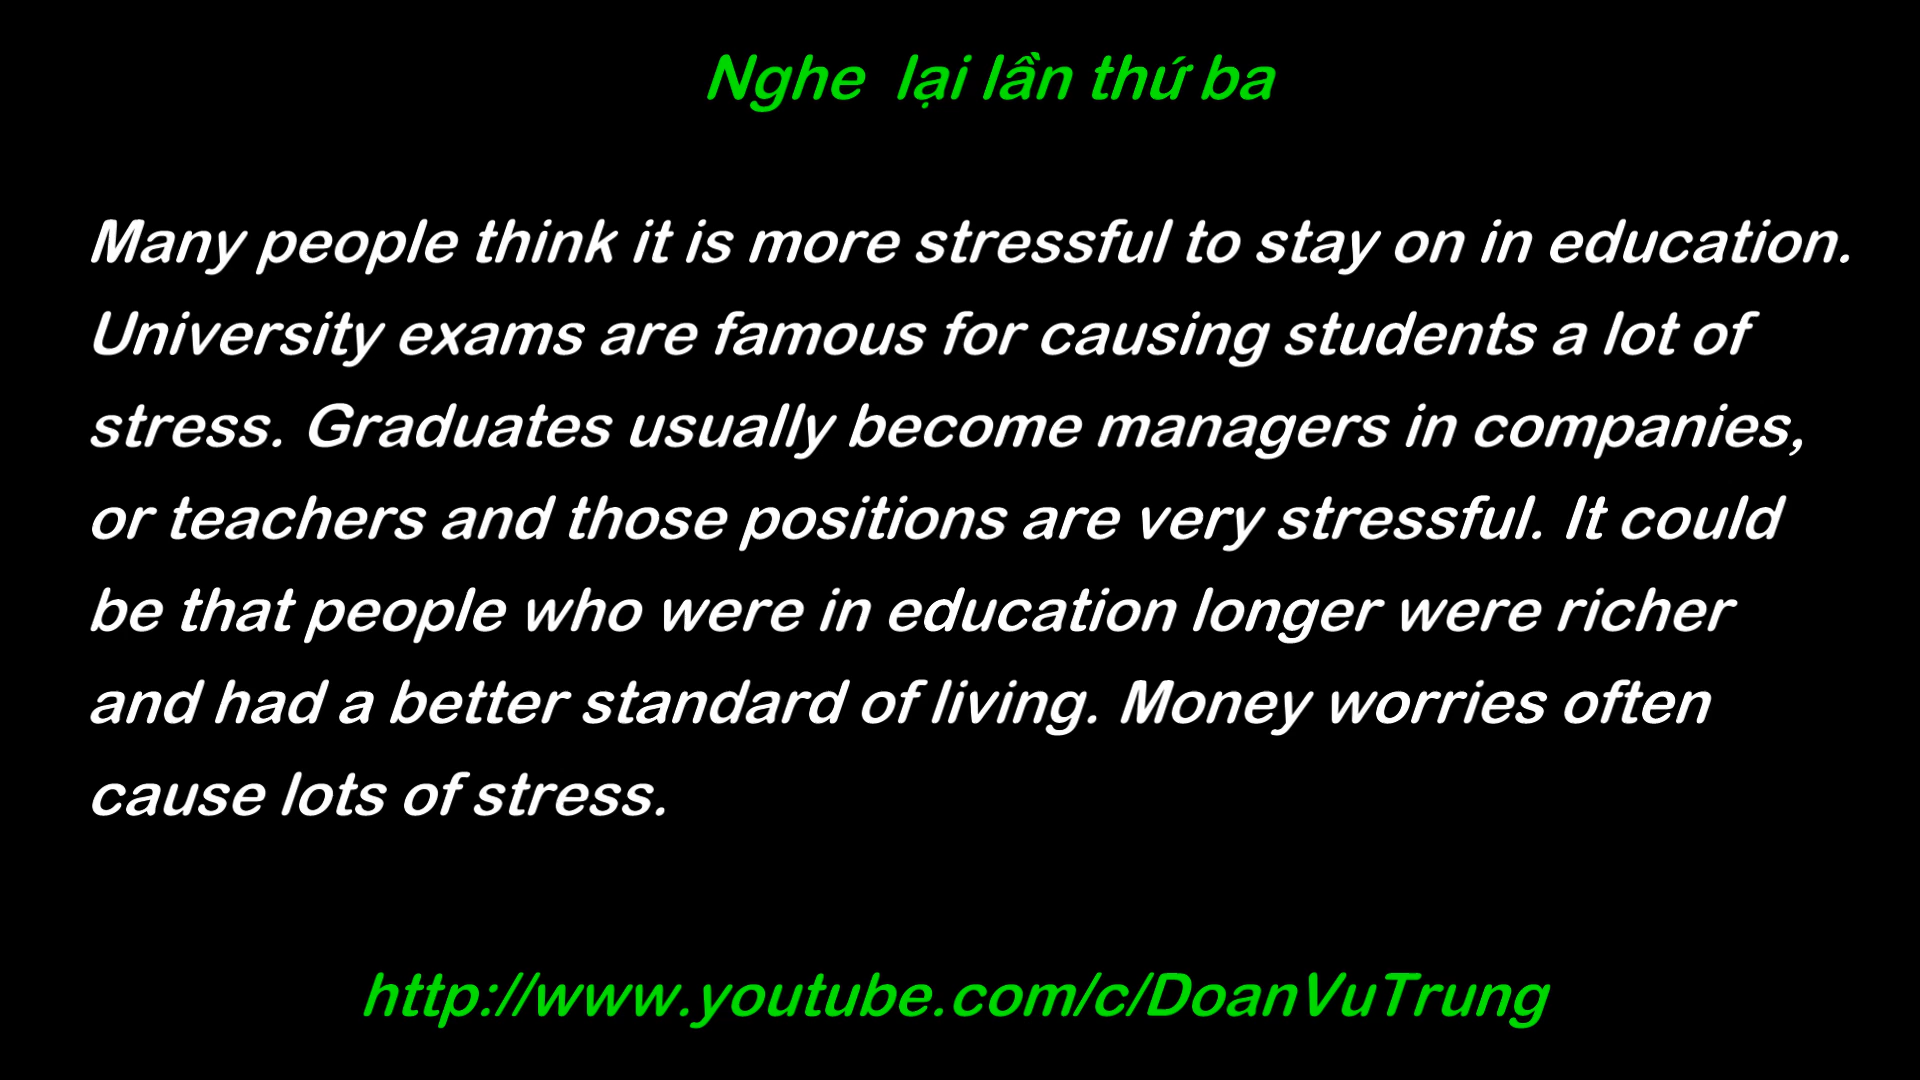 Nghe lại lần thứ ba
Many people think it is more stressful to stay on in education.
University exams are famous for causing students a lot of
stress. Graduates usually become managers in companies,
or teachers and those positions are very stressful. It could
be that people who were in education longer were richer
and had a better standard of living. Money worries often
cause lots of stress.
http://www.youtube.com/c/DoanVuTrung